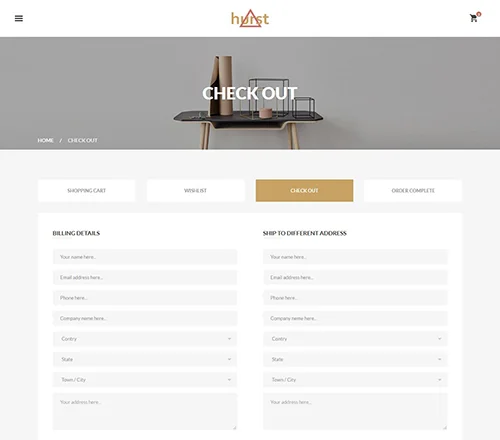 hurst
CHECK OUT
HOME / CHECK OUT
SHOPPING CART
WISHLIST
CHECK OUT
ORDER COMPLETE
BILLING DETAILS
Your name here...
Email address here...
Phone here...
Company name here...
Contry
State
Town / City
Your address here...
SHIP TO DIFFERENT ADDRESS
Your name here...
Email address here...
Phone here...
Company name here...
Contry
State
Town / City
Your address here...